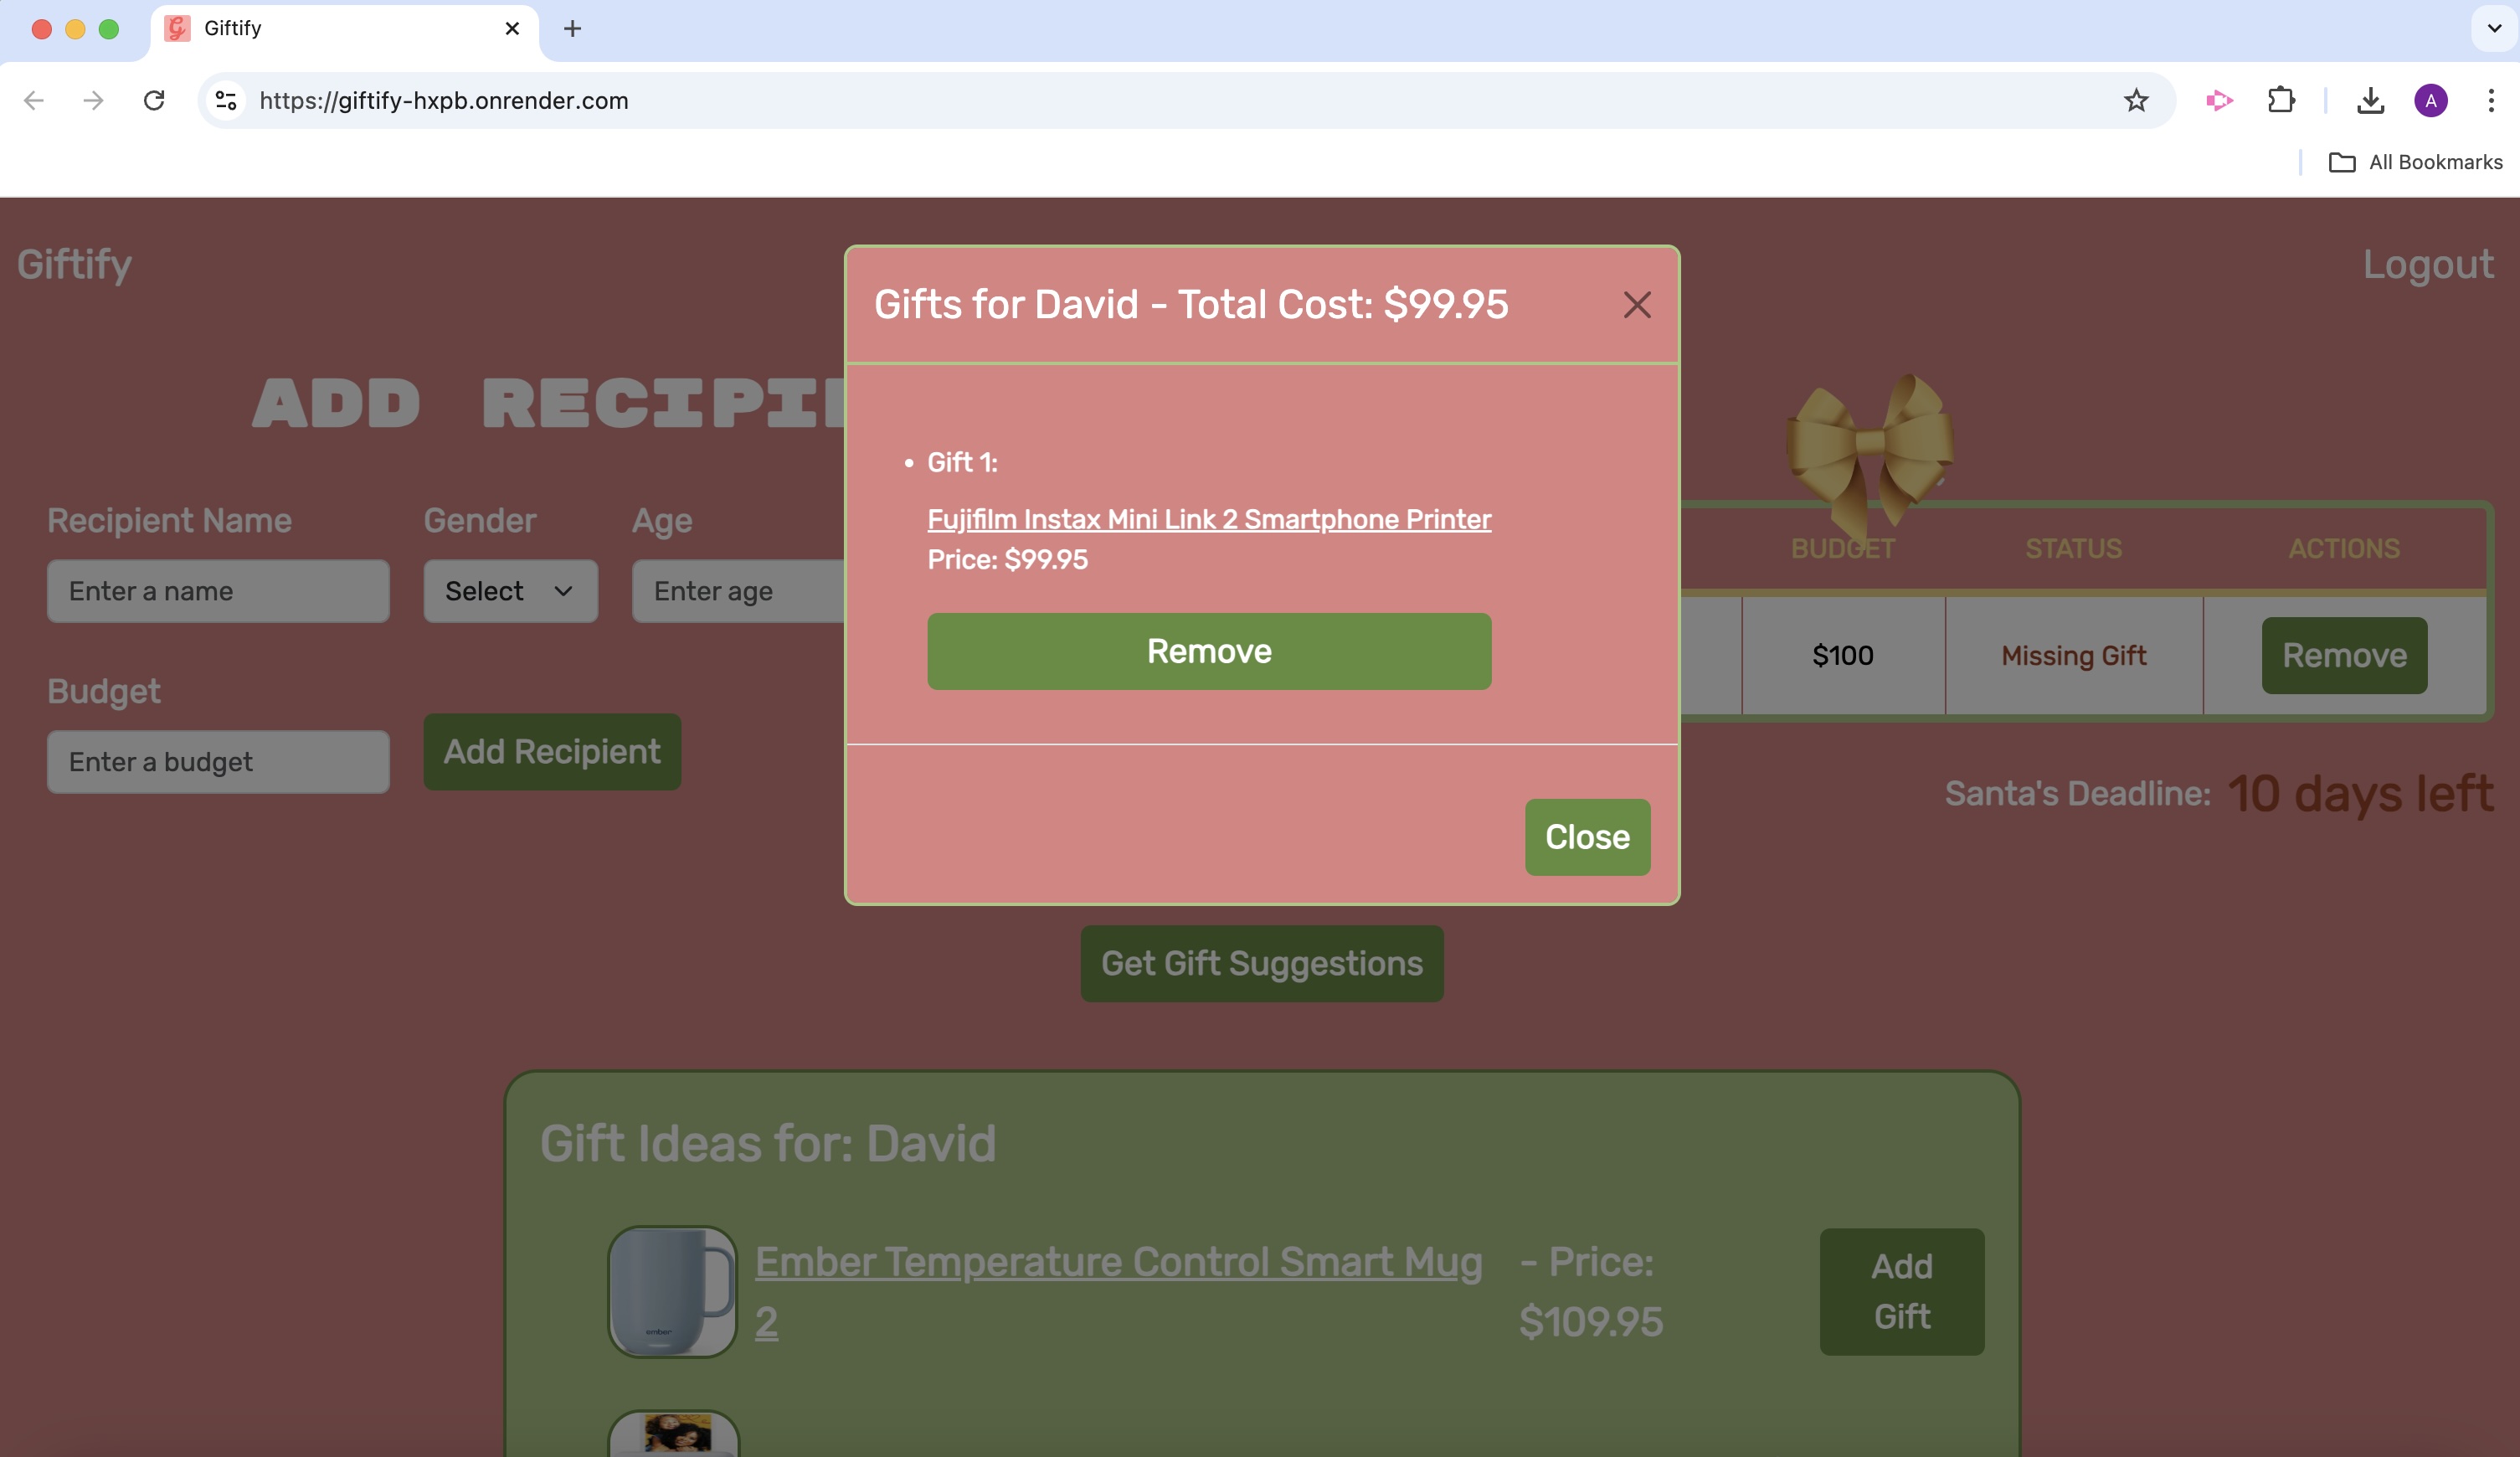 Giftify
https://giftify-hxpb.onrender.com
A
All Bookmarks
Giftify
Logout
Gifts for David - Total Cost: $99.95
ADD RECIPI
Gift 1:
Fujifilm Instax Mini Link 2 Smartphone Printer
Price: $99.95
Remove
Close
Recipient Name
Gender
Age
Enter a name
Select
Enter age
Budget
Enter a budget
Add Recipient
BUDGET
STATUS
ACTIONS
$100
Missing Gift
Remove
Santa's Deadline: 10 days left
Get Gift Suggestions
Gift Ideas for: David
Ember Temperature Control Smart Mug
2
- Price:
$109.95
Add
Gift
ember